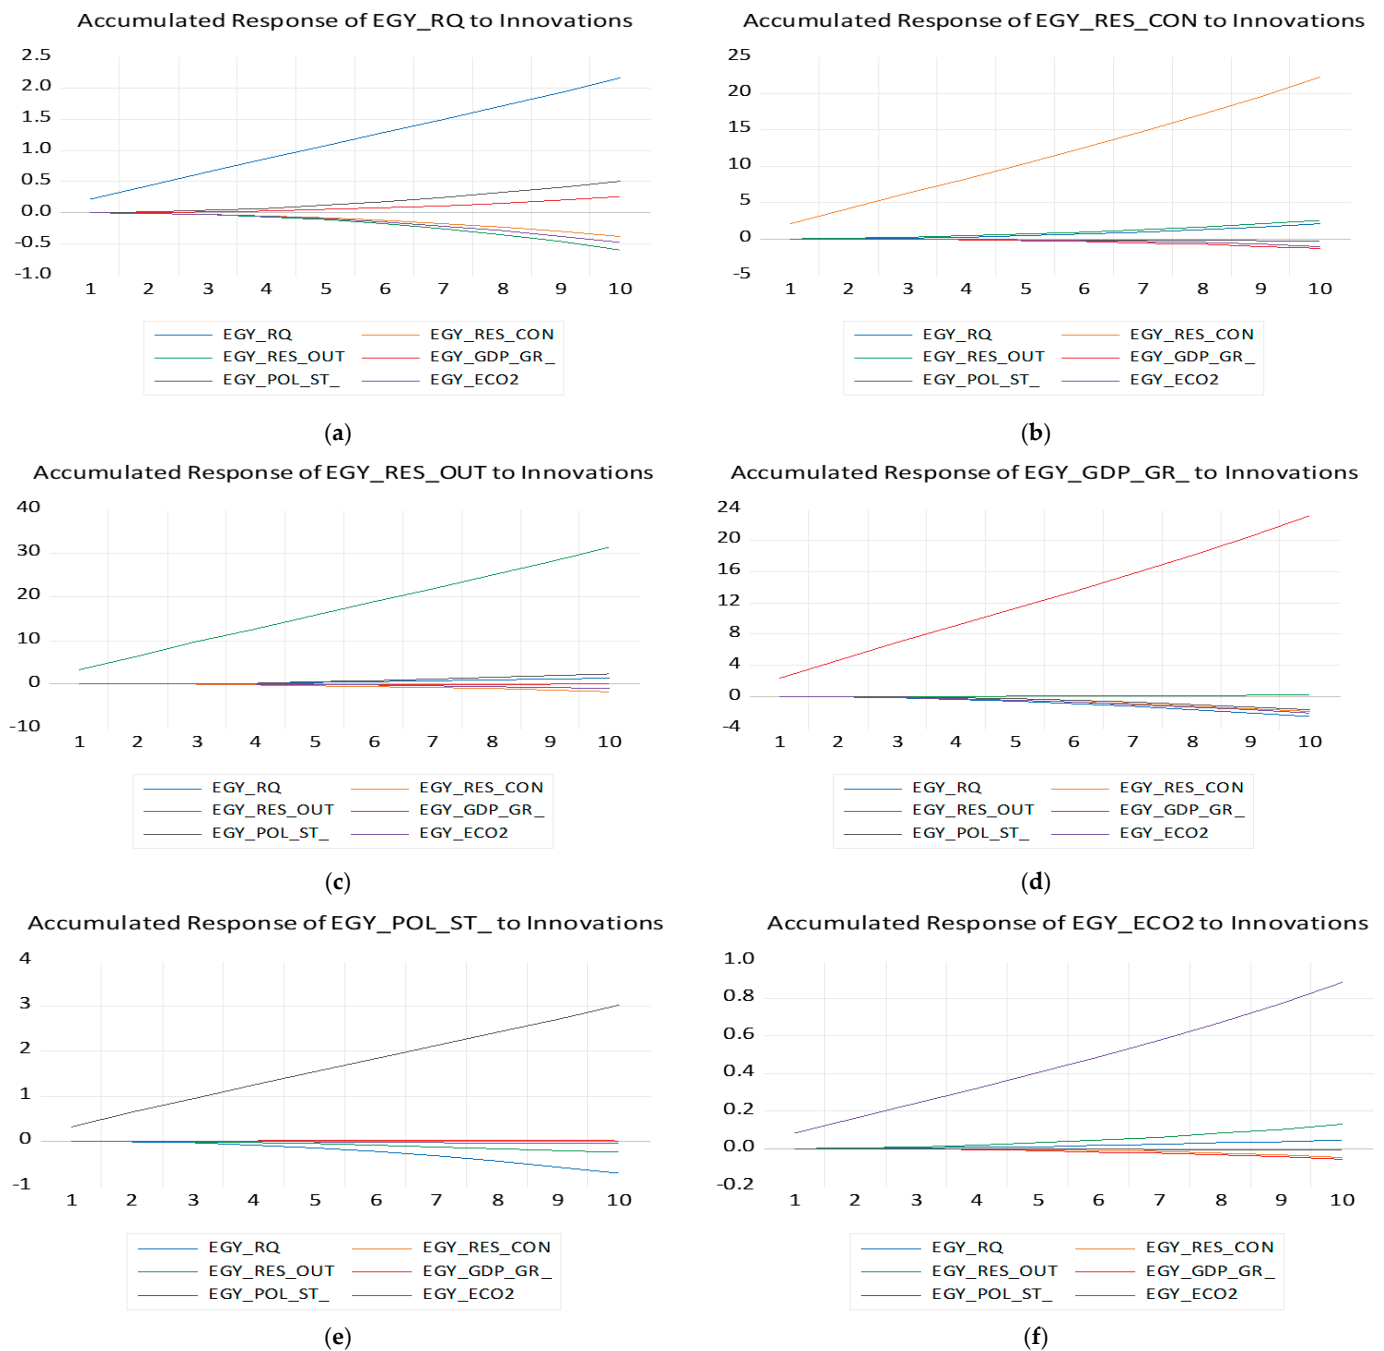 Accumulated Response of EGY_RQ to Innovations
2.5
2.0
1.5
1.0
0.5
0.0
-0.5
-1.0
1 2 3 4 5 6 7 8 9 10
EGY_RQ EGY_RES_CON
EGY_RES_OUT EGY_GDP_GR_
EGY_POL_ST_ EGY_ECO2
(a)
Accumulated Response of EGY_RES_CON to Innovations
25
20
15
10
5
0
-5
1 2 3 4 5 6 7 8 9 10
EGY_RQ EGY_RES_CON
EGY_RES_OUT EGY_GDP_GR_
EGY_POL_ST_ EGY_ECO2
(b)
Accumulated Response of EGY_RES_OUT to Innovations
40
30
20
10
0
-10
1 2 3 4 5 6 7 8 9 10
EGY_RQ EGY_RES_CON
EGY_RES_OUT EGY_GDP_GR_
EGY_POL_ST_ EGY_ECO2
(c)
Accumulated Response of EGY_GDP_GR_ to Innovations
24
20
16
12
8
4
0
-4
1 2 3 4 5 6 7 8 9 10
EGY_RQ EGY_RES_CON
EGY_RES_OUT EGY_GDP_GR_
EGY_POL_ST_ EGY_ECO2
(d)
Accumulated Response of EGY_POL_ST_ to Innovations
4
3
2
1
0
-1
1 2 3 4 5 6 7 8 9 10
EGY_RQ EGY_RES_CON
EGY_RES_OUT EGY_GDP_GR_
EGY_POL_ST_ EGY_ECO2
(e)
Accumulated Response of EGY_ECO2 to Innovations
1.0
0.8
0.6
0.4
0.2
0.0
-0.2
1 2 3 4 5 6 7 8 9 10
EGY_RQ EGY_RES_CON
EGY_RES_OUT EGY_GDP_GR_
EGY_POL_ST_ EGY_ECO2
(f)